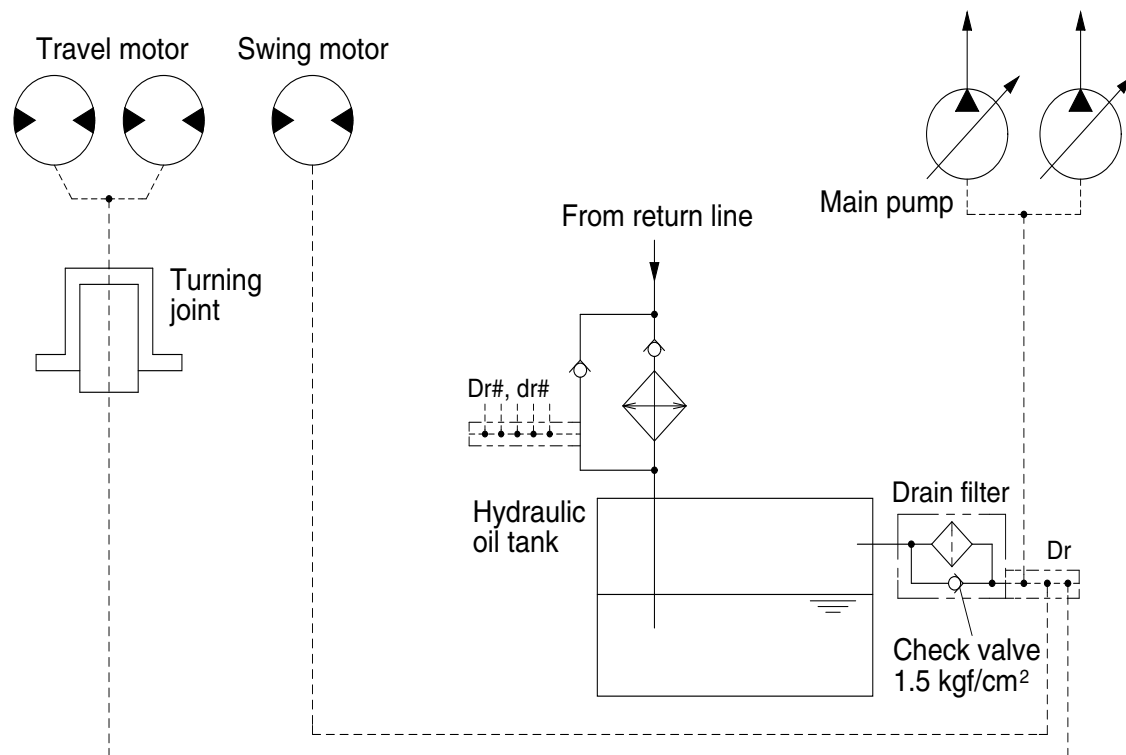 Travel motor
Swing motor
Main pump
From return line
Turning
joint
Dr#, dr#
Hydraulic
oil tank
Drain filter
Dr
Check valve
1.5 kgf/cm²